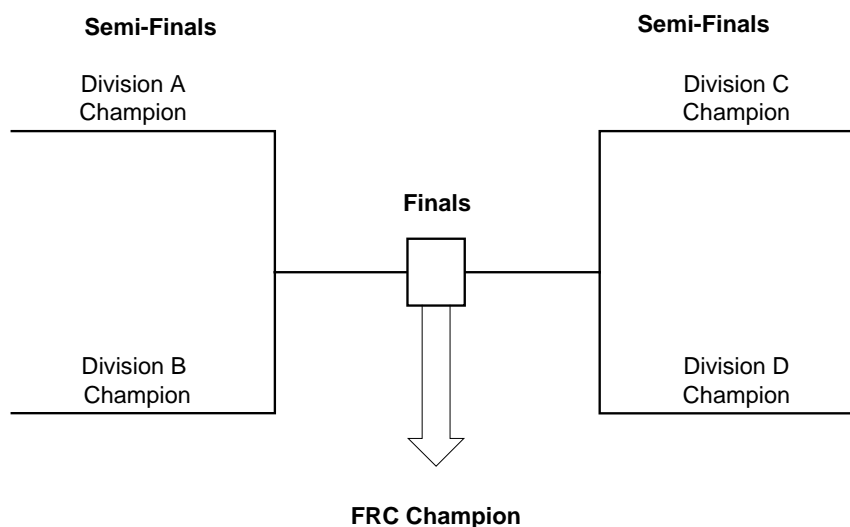 Semi-Finals
Semi-Finals
Division A
Champion
Division C
Champion
Finals
Division B
Champion
Division D
Champion
FRC Champion